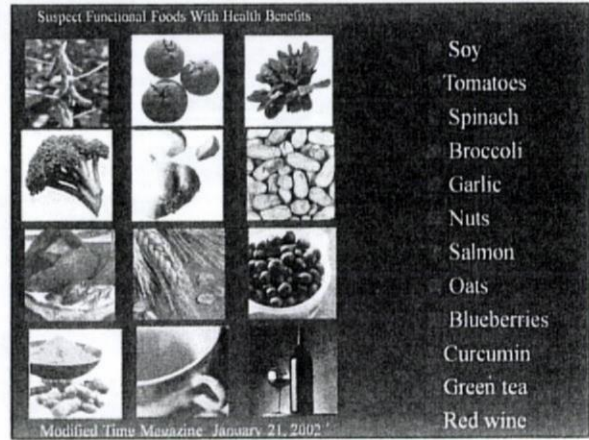 Suspect Functional Foods With Health Benefits
Soy
Tomatoes
Spinach
Broccoli
Garlic
Nuts
Salmon
Oats
Blueberries
Curcumin
Green tea
Red wine
Modified Time Magazine January 21, 2002